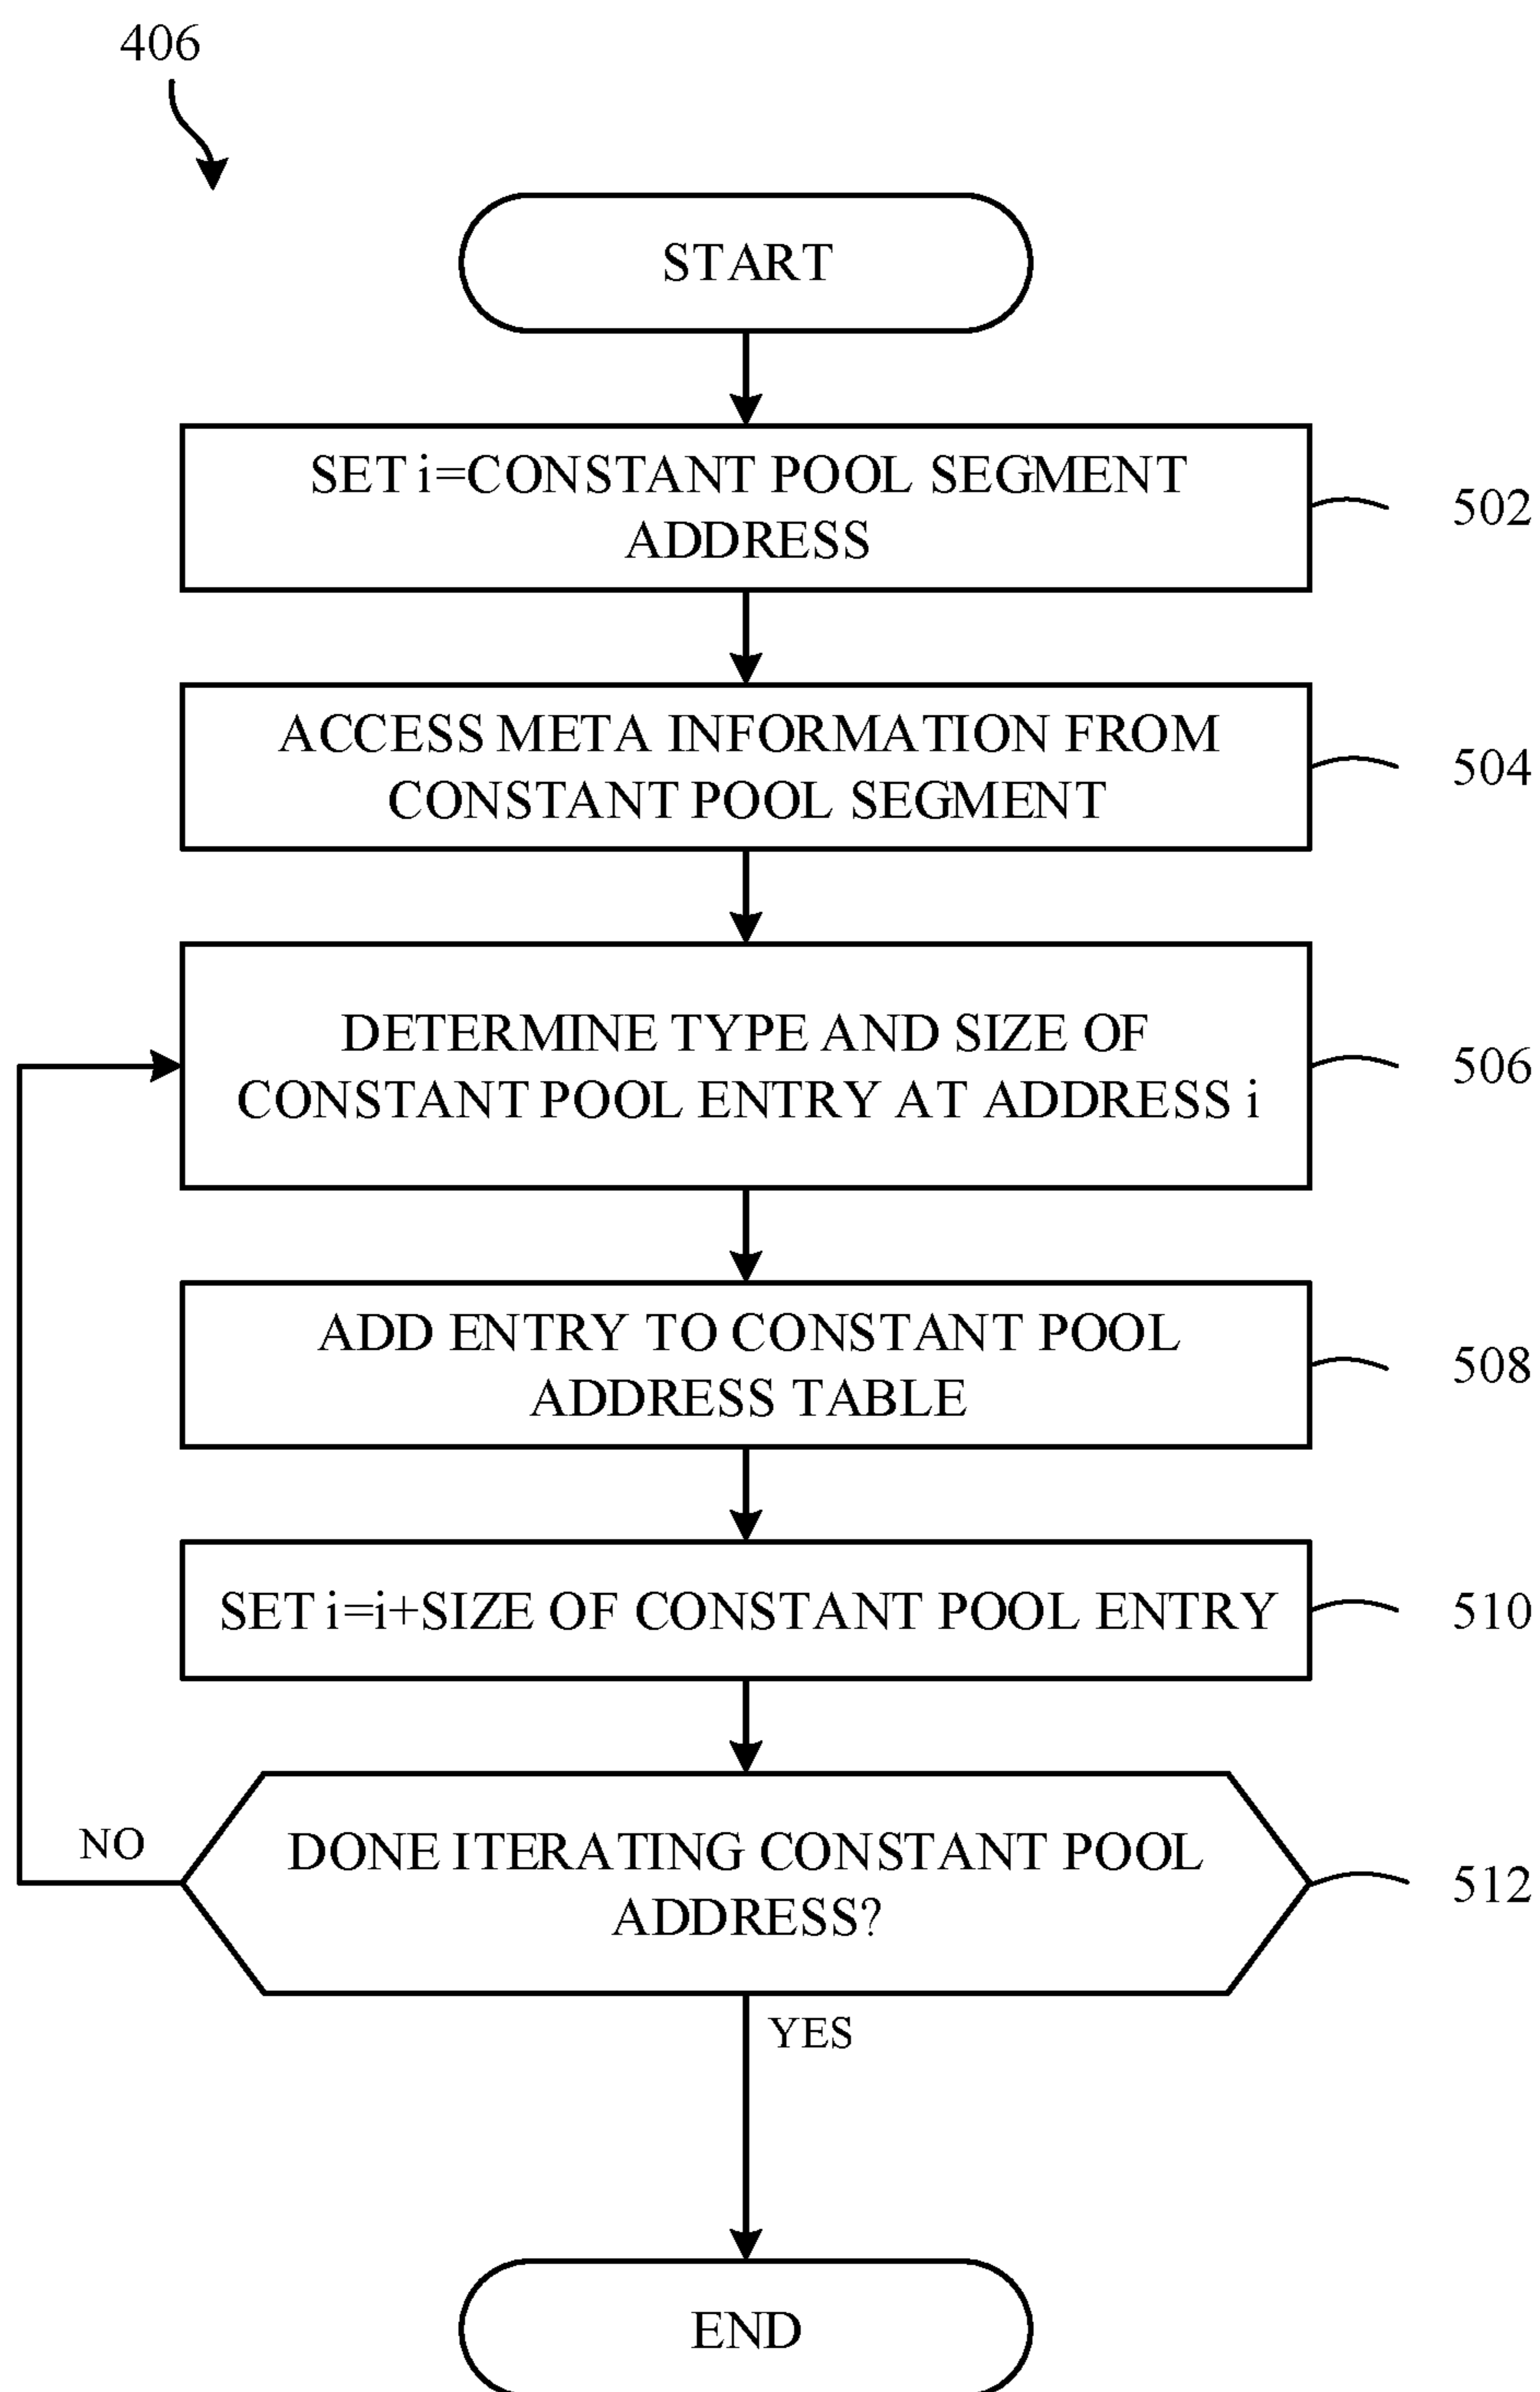 406
START
SET i=CONSTANT POOL SEGMENT
ADDRESS
502
ACCESS META INFORMATION FROM
CONSTANT POOL SEGMENT
504
DETERMINE TYPE AND SIZE OF
CONSTANT POOL ENTRY AT ADDRESS i
506
ADD ENTRY TO CONSTANT POOL
ADDRESS TABLE
508
SET i=i+SIZE OF CONSTANT POOL ENTRY
510
NO
DONE ITERATING CONSTANT POOL
ADDRESS?
512
YES
END